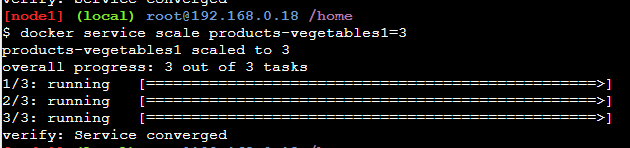 verify: Service converged
[node1] (local) root@192.168.0.18 /home
$ docker service scale products-vegetables1=3
products-vegetables1 scaled to 3
overall progress: 3 out of 3 tasks
1/3: running   [==================================================>]
2/3: running   [==================================================>]
3/3: running   [==================================================>]
verify: Service converged